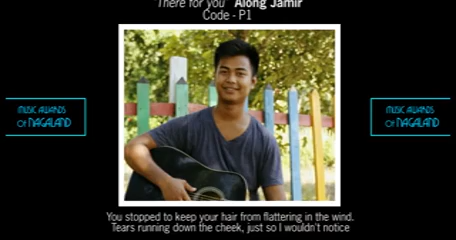 "There for you" Along Jamir
Code - P1
MUSIC AWARDS
OF NAGALAND
MUSIC AWARDS
OF NAGALAND
You stopped to keep your hair from flattering in the wind.
Tears running down the cheek, just so I wouldn't notice